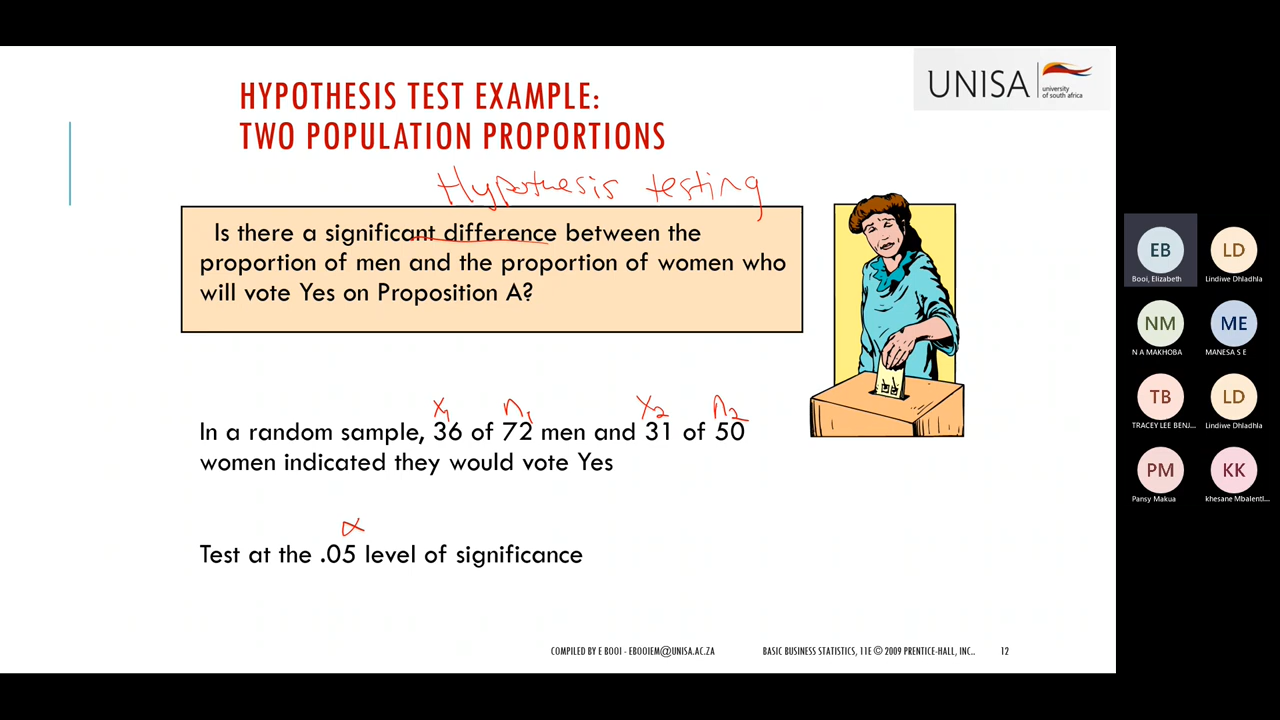 UNISA
university
of south africa
HYPOTHESIS TEST EXAMPLE:
TWO POPULATION PROPORTIONS
Hypothesis testing
Is there a significant difference between the
proportion of men and the proportion of women who
will vote Yes on Proposition A?
x₁ n₁ x₂ n₂
In a random sample, 36 of 72 men and 31 of 50
women indicated they would vote Yes
α
Test at the .05 level of significance
COMPILED BY E BOOI - EBOOIEM@UNISA.AC.ZA BASIC BUSINESS STATISTICS, 11E © 2009 PRENTICE-HALL, INC.. 12
EB LD
Booi, Elizabeth Lindiwe Dhladhla
NM ME
N A MAKHOBA MANESA S E
TB LD
TRACEY LEE BENJ... Lindiwe Dhladhla
PM KK
Pansy Makua khesane Mbalentl...